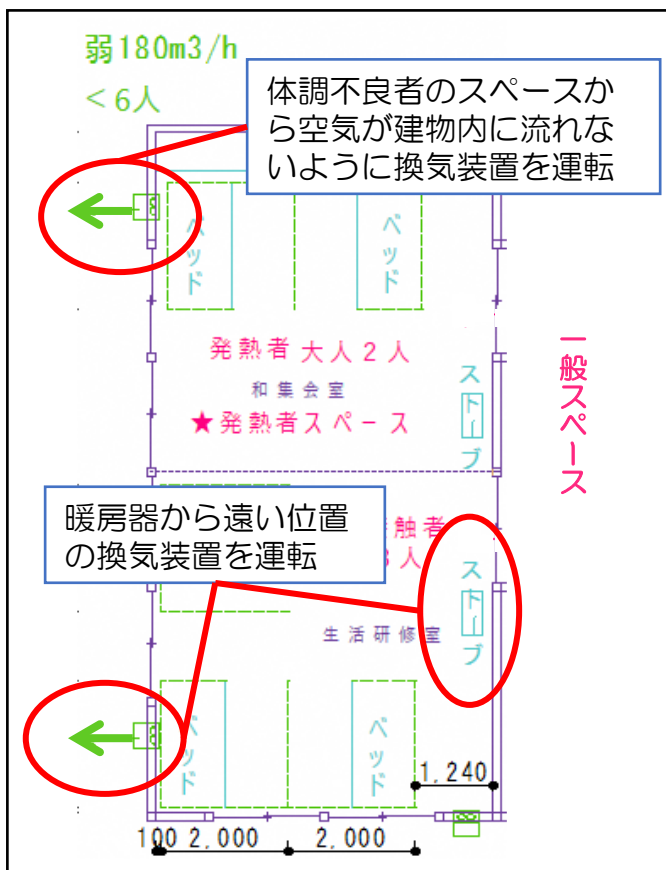 弱180m3/h
<6人
体調不良者のスペースか
ら空気が建物内に流れな
いように換気装置を運転
ベッド
ベッド
発熱者 大人2人
和集会室
★発熱者スペース
ストーブ
一般スペース
暖房器から遠い位置
の換気装置を運転
触者
人
ストーブ
生活研修室
ベッド
ベッド
1,240
100 2,000
2,000